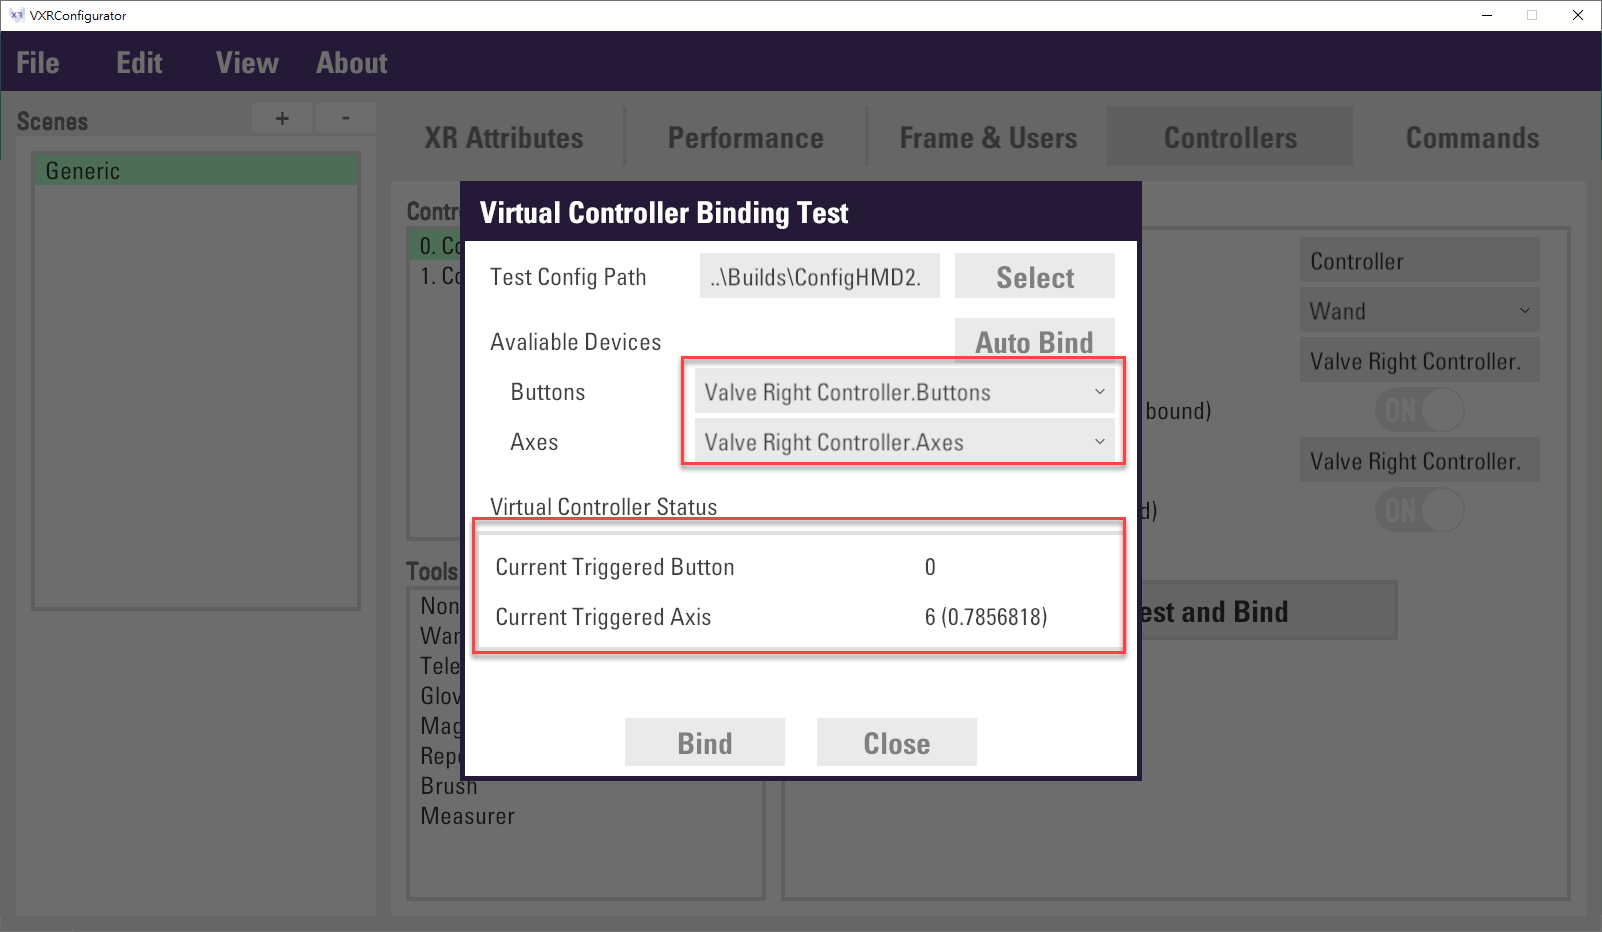 VXRConfigurator
File Edit View About
Scenes + -
Generic
XR Attributes Performance Frame & Users Controllers Commands
Virtual Controller Binding Test
Test Config Path ..\Builds\ConfigHMD2. Select
Avaliable Devices Auto Bind
Buttons Valve Right Controller.Buttons
Axes Valve Right Controller.Axes
Virtual Controller Status
Current Triggered Button 0
Current Triggered Axis 6 (0.7856818)
Bind Close
Contr
0. Co
1. Co
Controller
Wand
Valve Right Controller.
bound) ON
Valve Right Controller.
d) ON
est and Bind
Tools
Non
War
Tele
Glov
Mag
Repo
Brush
Measurer